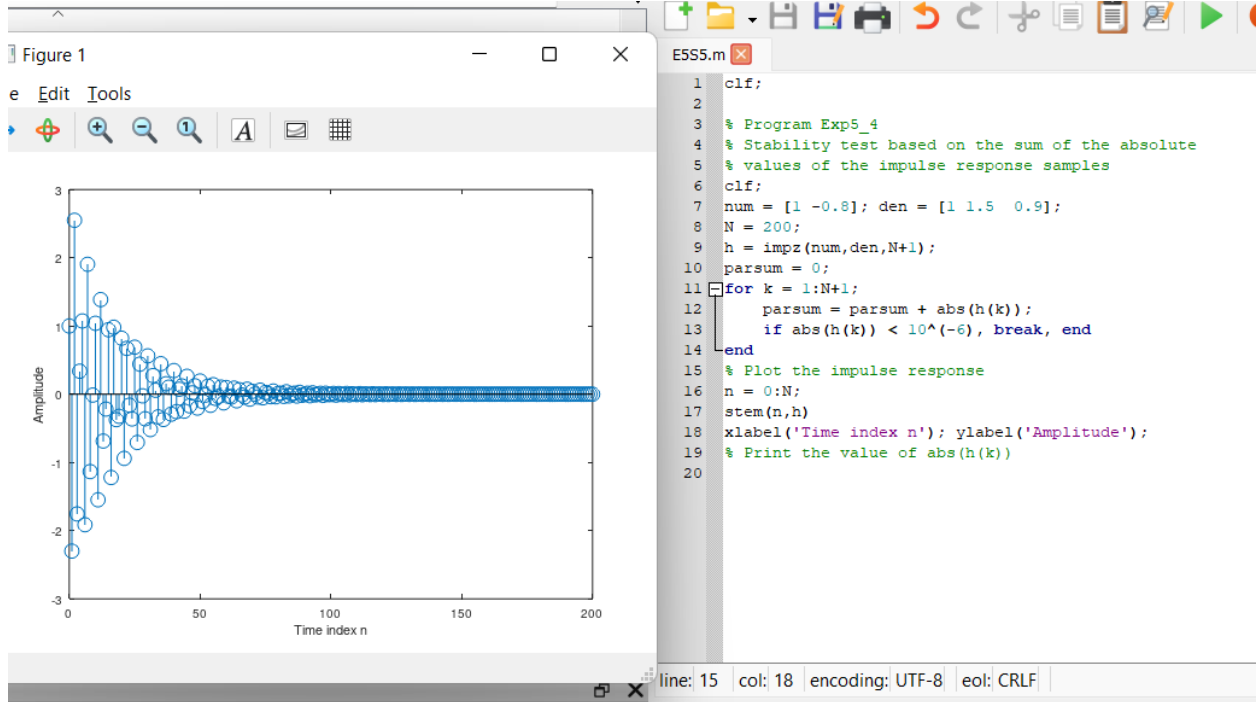 Figure 1
e Edit Tools
1
A
3
2
1
0
-1
-2
-3
Amplitude
0 50 100 150 200
Time index n
E5S5.m
1 clf;
2
3 % Program Exp5_4
4 % Stability test based on the sum of the absolute
5 % values of the impulse response samples
6 clf;
7 num = [1 -0.8]; den = [1 1.5  0.9];
8 N = 200;
9 h = impz(num,den,N+1);
10 parsum = 0;
11 for k = 1:N+1;
12     parsum = parsum + abs(h(k));
13     if abs(h(k)) < 10^(-6), break, end
14 end
15 % Plot the impulse response
16 n = 0:N;
17 stem(n,h)
18 xlabel('Time index n'); ylabel('Amplitude');
19 % Print the value of abs(h(k))
20
line: 15 col: 18 encoding: UTF-8 eol: CRLF